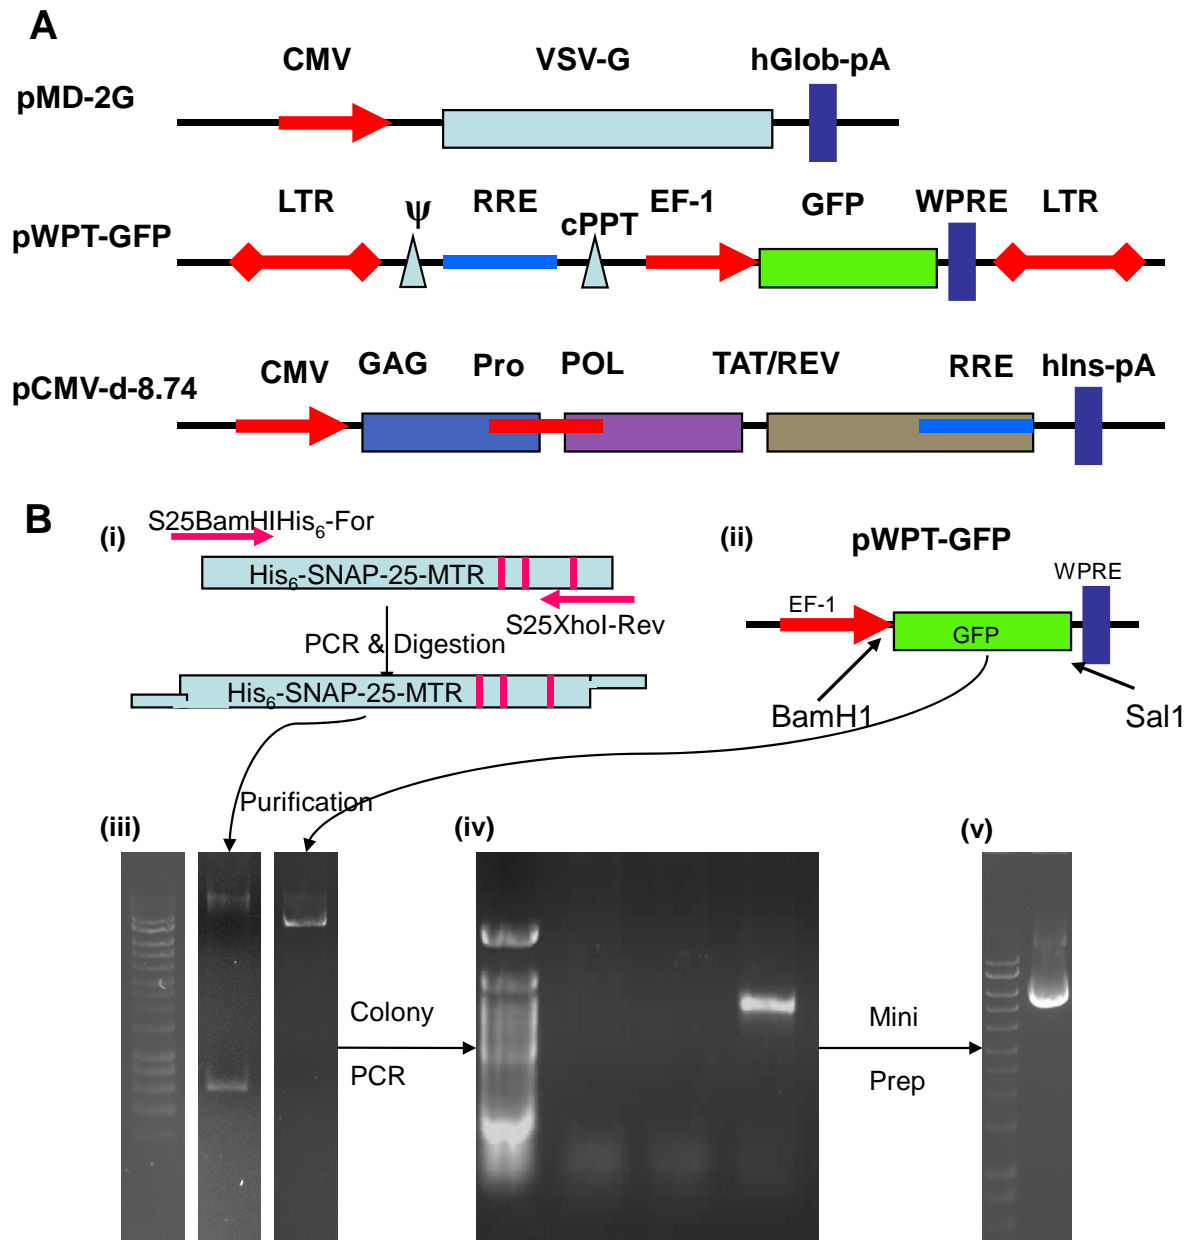 A
CMV VSV-G hGlob-pA
pMD-2G
LTR ψ RRE cPPT EF-1 GFP WPRE LTR
pWPT-GFP
CMV GAG Pro POL TAT/REV RRE hIns-pA
pCMV-d-8.74
B
(i)
S25BamHIHis6-For
His6-SNAP-25-MTR
S25XhoI-Rev
PCR & Digestion
His6-SNAP-25-MTR
(ii)
pWPT-GFP
WPRE
EF-1
GFP
BamH1
Sal1
Purification
(iii)
(iv)
(v)
Colony
PCR
Mini
Prep